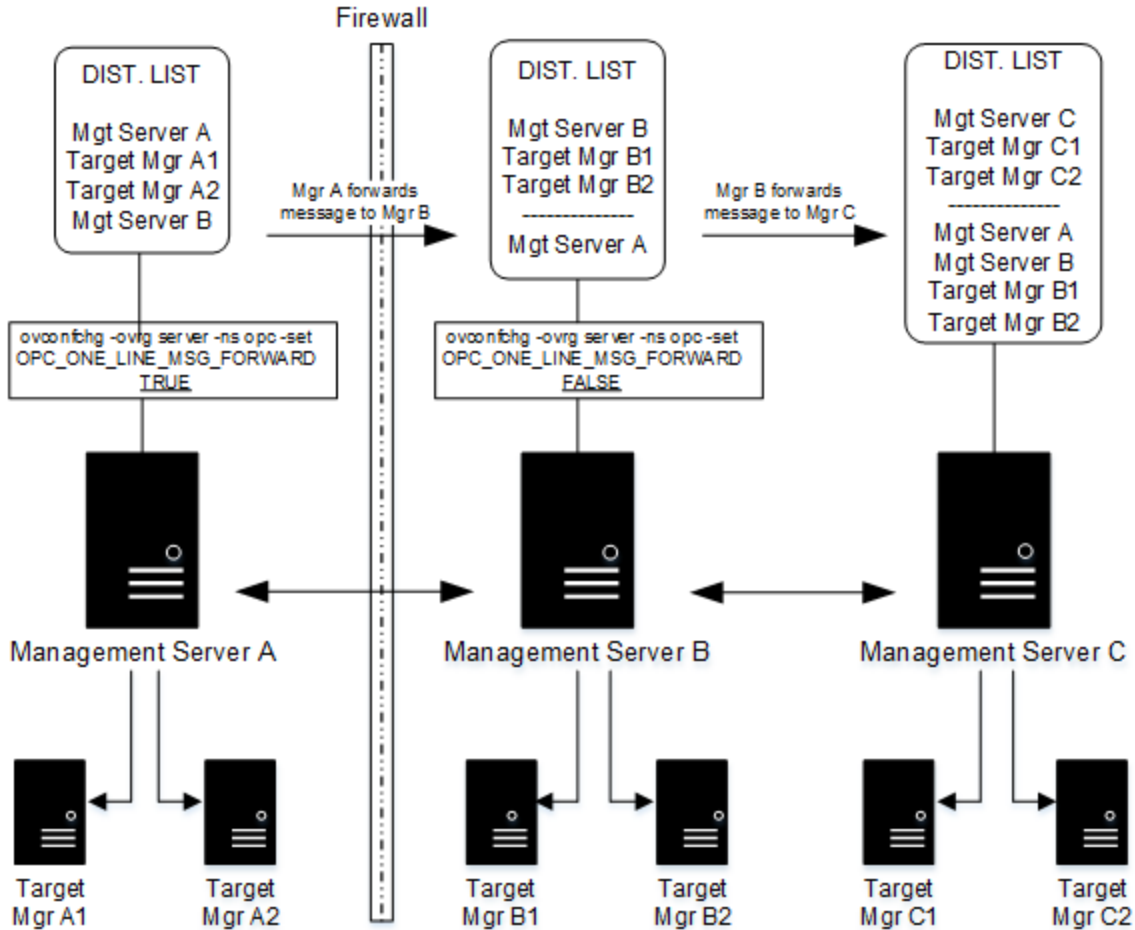 Firewall
DIST. LIST
Mgt Server A
Target Mgr A1
Target Mgr A2
Mgt Server B
Mgr A forwards
message to Mgr B
DIST. LIST
Mgt Server B
Target Mgr B1
Target Mgr B2
--------------
Mgt Server A
Mgr B forwards
message to Mgr C
DIST. LIST
Mgt Server C
Target Mgr C1
Target Mgr C2
--------------
Mgt Server A
Mgt Server B
Target Mgr B1
Target Mgr B2
ovconfchg -ovrg server -ns opc -set
OPC_ONE_LINE_MSG_FORWARD
TRUE
ovconfchg -ovrg server -ns opc -set
OPC_ONE_LINE_MSG_FORWARD
FALSE
Management Server A
Management Server B
Management Server C
Target
Mgr A1
Target
Mgr A2
Target
Mgr B1
Target
Mgr B2
Target
Mgr C1
Target
Mgr C2